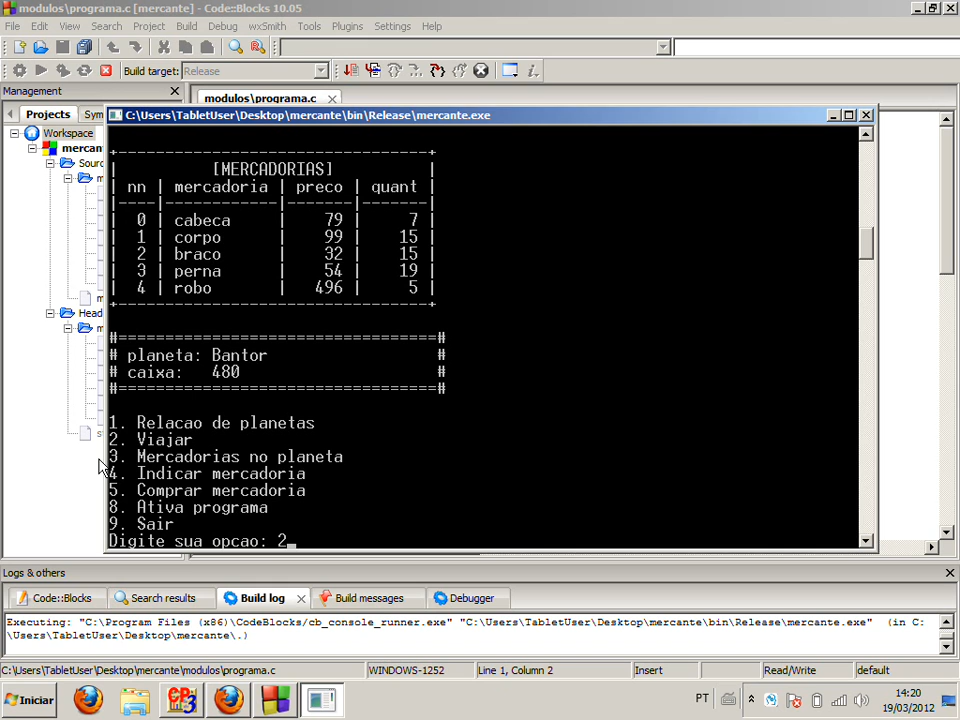 modulos\programa.c [mercante] - Code::Blocks 10.05
File Edit View Search Project Build Debug wxSmith Tools Plugins Settings Help
Build target: Release
Management
modulos\programa.c
Projects Sym
Workspace
mercan
Sourc
m
m
Head
m
s
C:\Users\TabletUser\Desktop\mercante\bin\Release\mercante.exe
+----------------------------------+
| [MERCADORIAS] |
| nn | mercadoria | preco | quant |
|----|------------|-------|-------|
| 0 | cabeca | 79 | 7 |
| 1 | corpo | 99 | 15 |
| 2 | braco | 32 | 15 |
| 3 | perna | 54 | 19 |
| 4 | robo | 496 | 5 |
+----------------------------------+
#==================================#
# planeta: Bantor #
# caixa: 480 #
#==================================#
1. Relacao de planetas
2. Viajar
3. Mercadorias no planeta
4. Indicar mercadoria
5. Comprar mercadoria
8. Ativa programa
9. Sair
Digite sua opcao: 2_
Logs & others
Code::Blocks Search results Build log Build messages Debugger
Executing: "C:\Program Files (x86)\CodeBlocks/cb_console_runner.exe" "C:\Users\TabletUser\Desktop\mercante\bin\Release\mercante.exe" (in C:
\Users\TabletUser\Desktop\mercante\.)
C:\Users\TabletUser\Desktop\mercante\modulos\programa.c WINDOWS-1252 Line 1, Column 2 Insert Read/Write default
Iniciar PT 14:20
19/03/2012